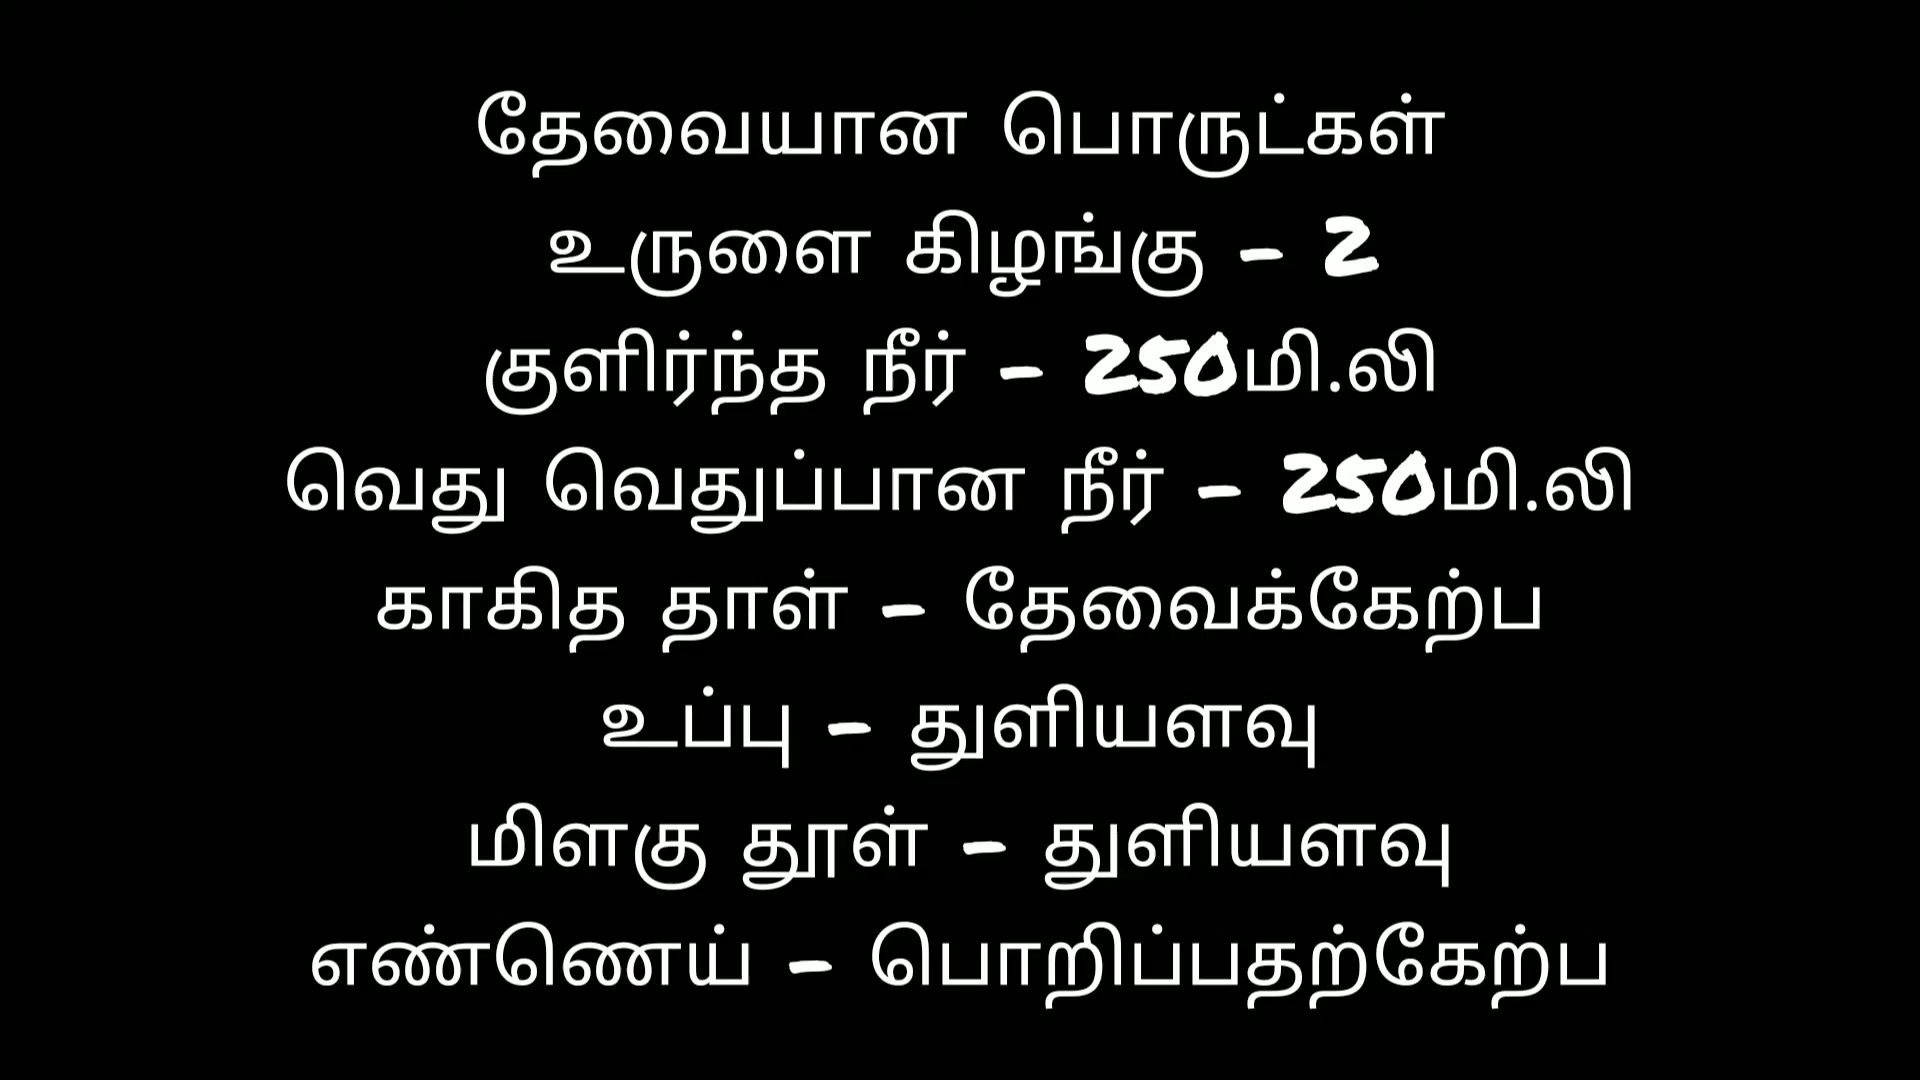 தேவையான பொருட்கள்
உருளை கிழங்கு - 2
குளிர்ந்த நீர் - 250மி.லி
வெது வெதுப்பான நீர் - 250மி.லி
காகித தாள் - தேவைக்கேற்ப
உப்பு - துளியளவு
மிளகு தூள் - துளியளவு
எண்ணெய் - பொறிப்பதற்கேற்ப